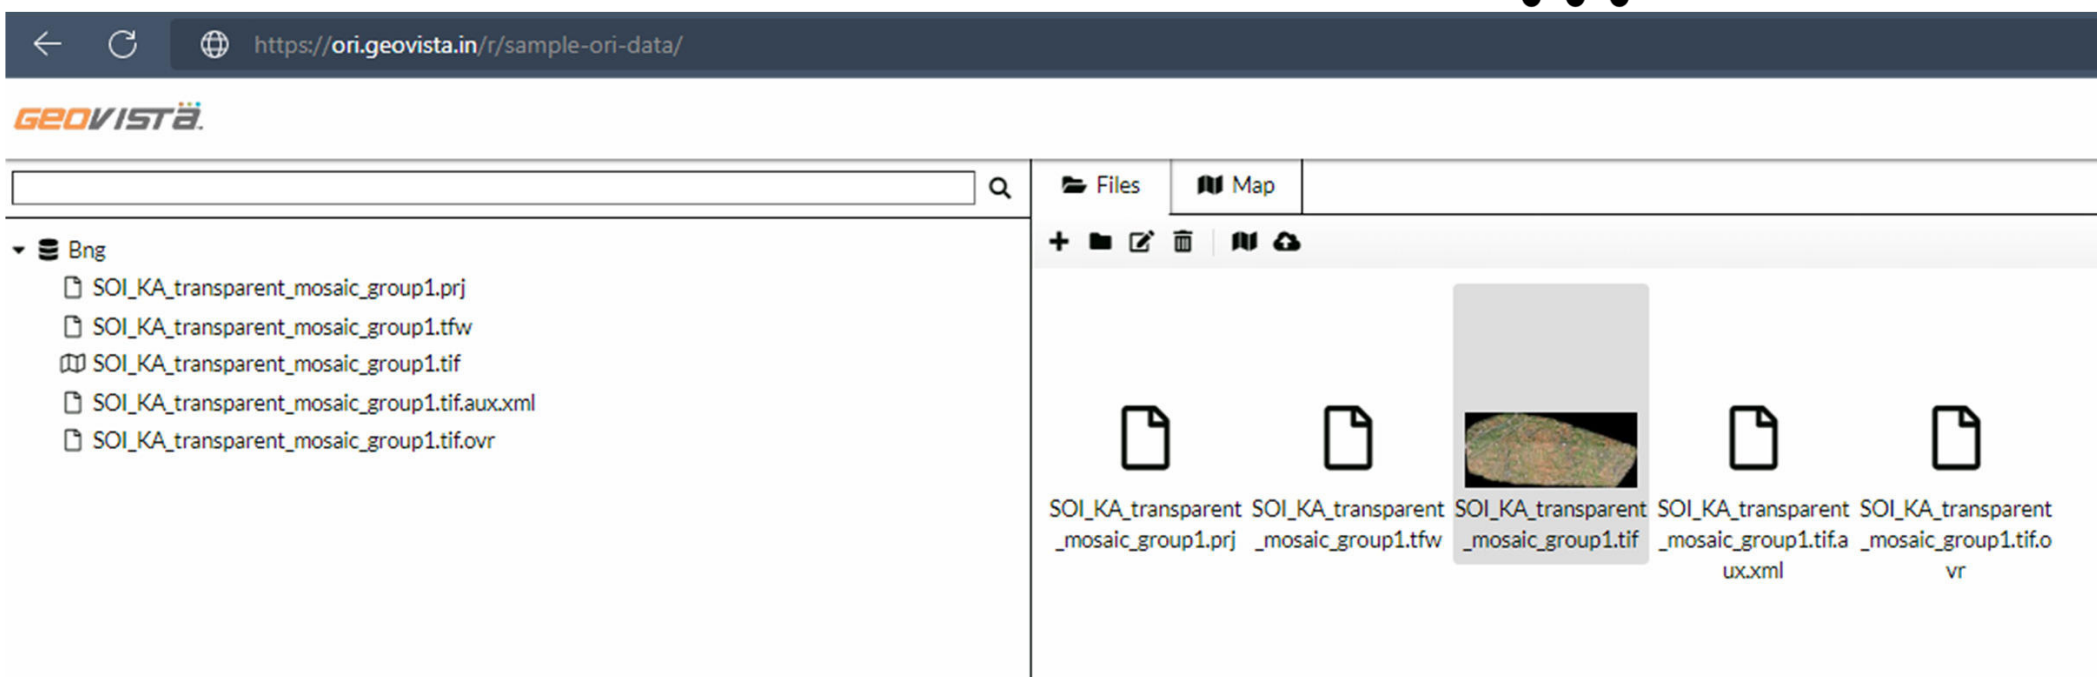 https://ori.geovista.in/r/sample-ori-data/
GEOVISTA.
Files
Map
Bng
SOI_KA_transparent_mosaic_group1.prj
SOI_KA_transparent_mosaic_group1.tfw
SOI_KA_transparent_mosaic_group1.tif
SOI_KA_transparent_mosaic_group1.tif.aux.xml
SOI_KA_transparent_mosaic_group1.tif.ovr
SOI_KA_transparent
_mosaic_group1.prj
SOI_KA_transparent
_mosaic_group1.tfw
SOI_KA_transparent
_mosaic_group1.tif
SOI_KA_transparent
_mosaic_group1.tif.a
ux.xml
SOI_KA_transparent
_mosaic_group1.tif.o
vr